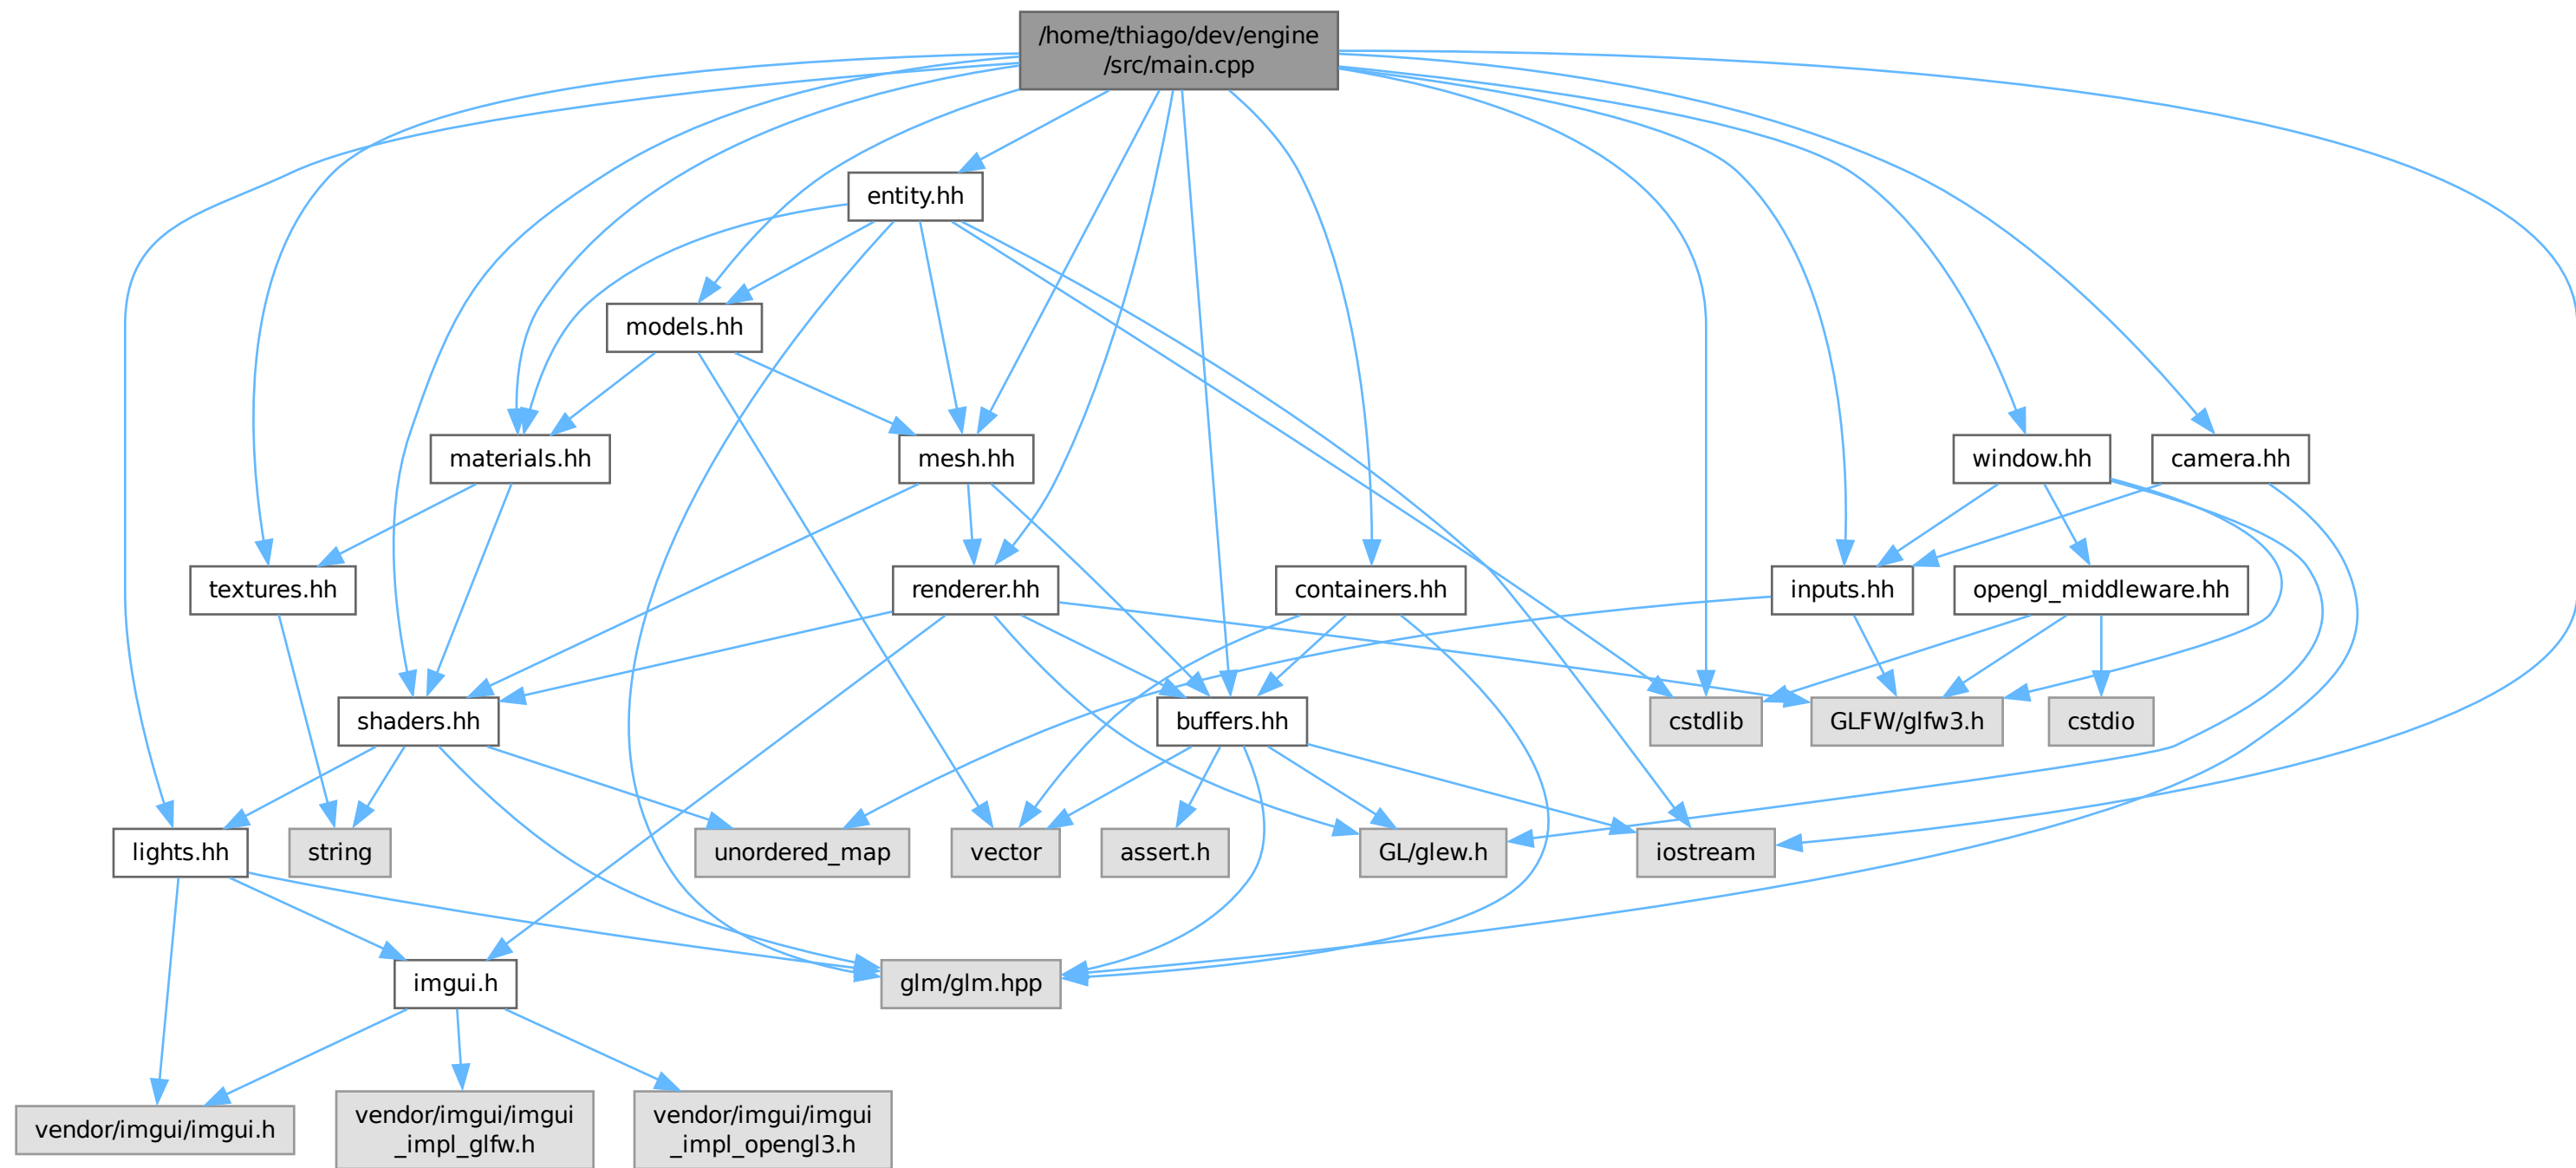 /home/thiago/dev/engine
/src/main.cpp
entity.hh
models.hh
materials.hh
mesh.hh
window.hh
camera.hh
textures.hh
renderer.hh
containers.hh
inputs.hh
opengl_middleware.hh
shaders.hh
buffers.hh
cstdlib
GLFW/glfw3.h
cstdio
lights.hh
string
unordered_map
vector
assert.h
GL/glew.h
iostream
imgui.h
glm/glm.hpp
vendor/imgui/imgui.h
vendor/imgui/imgui
_impl_glfw.h
vendor/imgui/imgui
_impl_opengl3.h